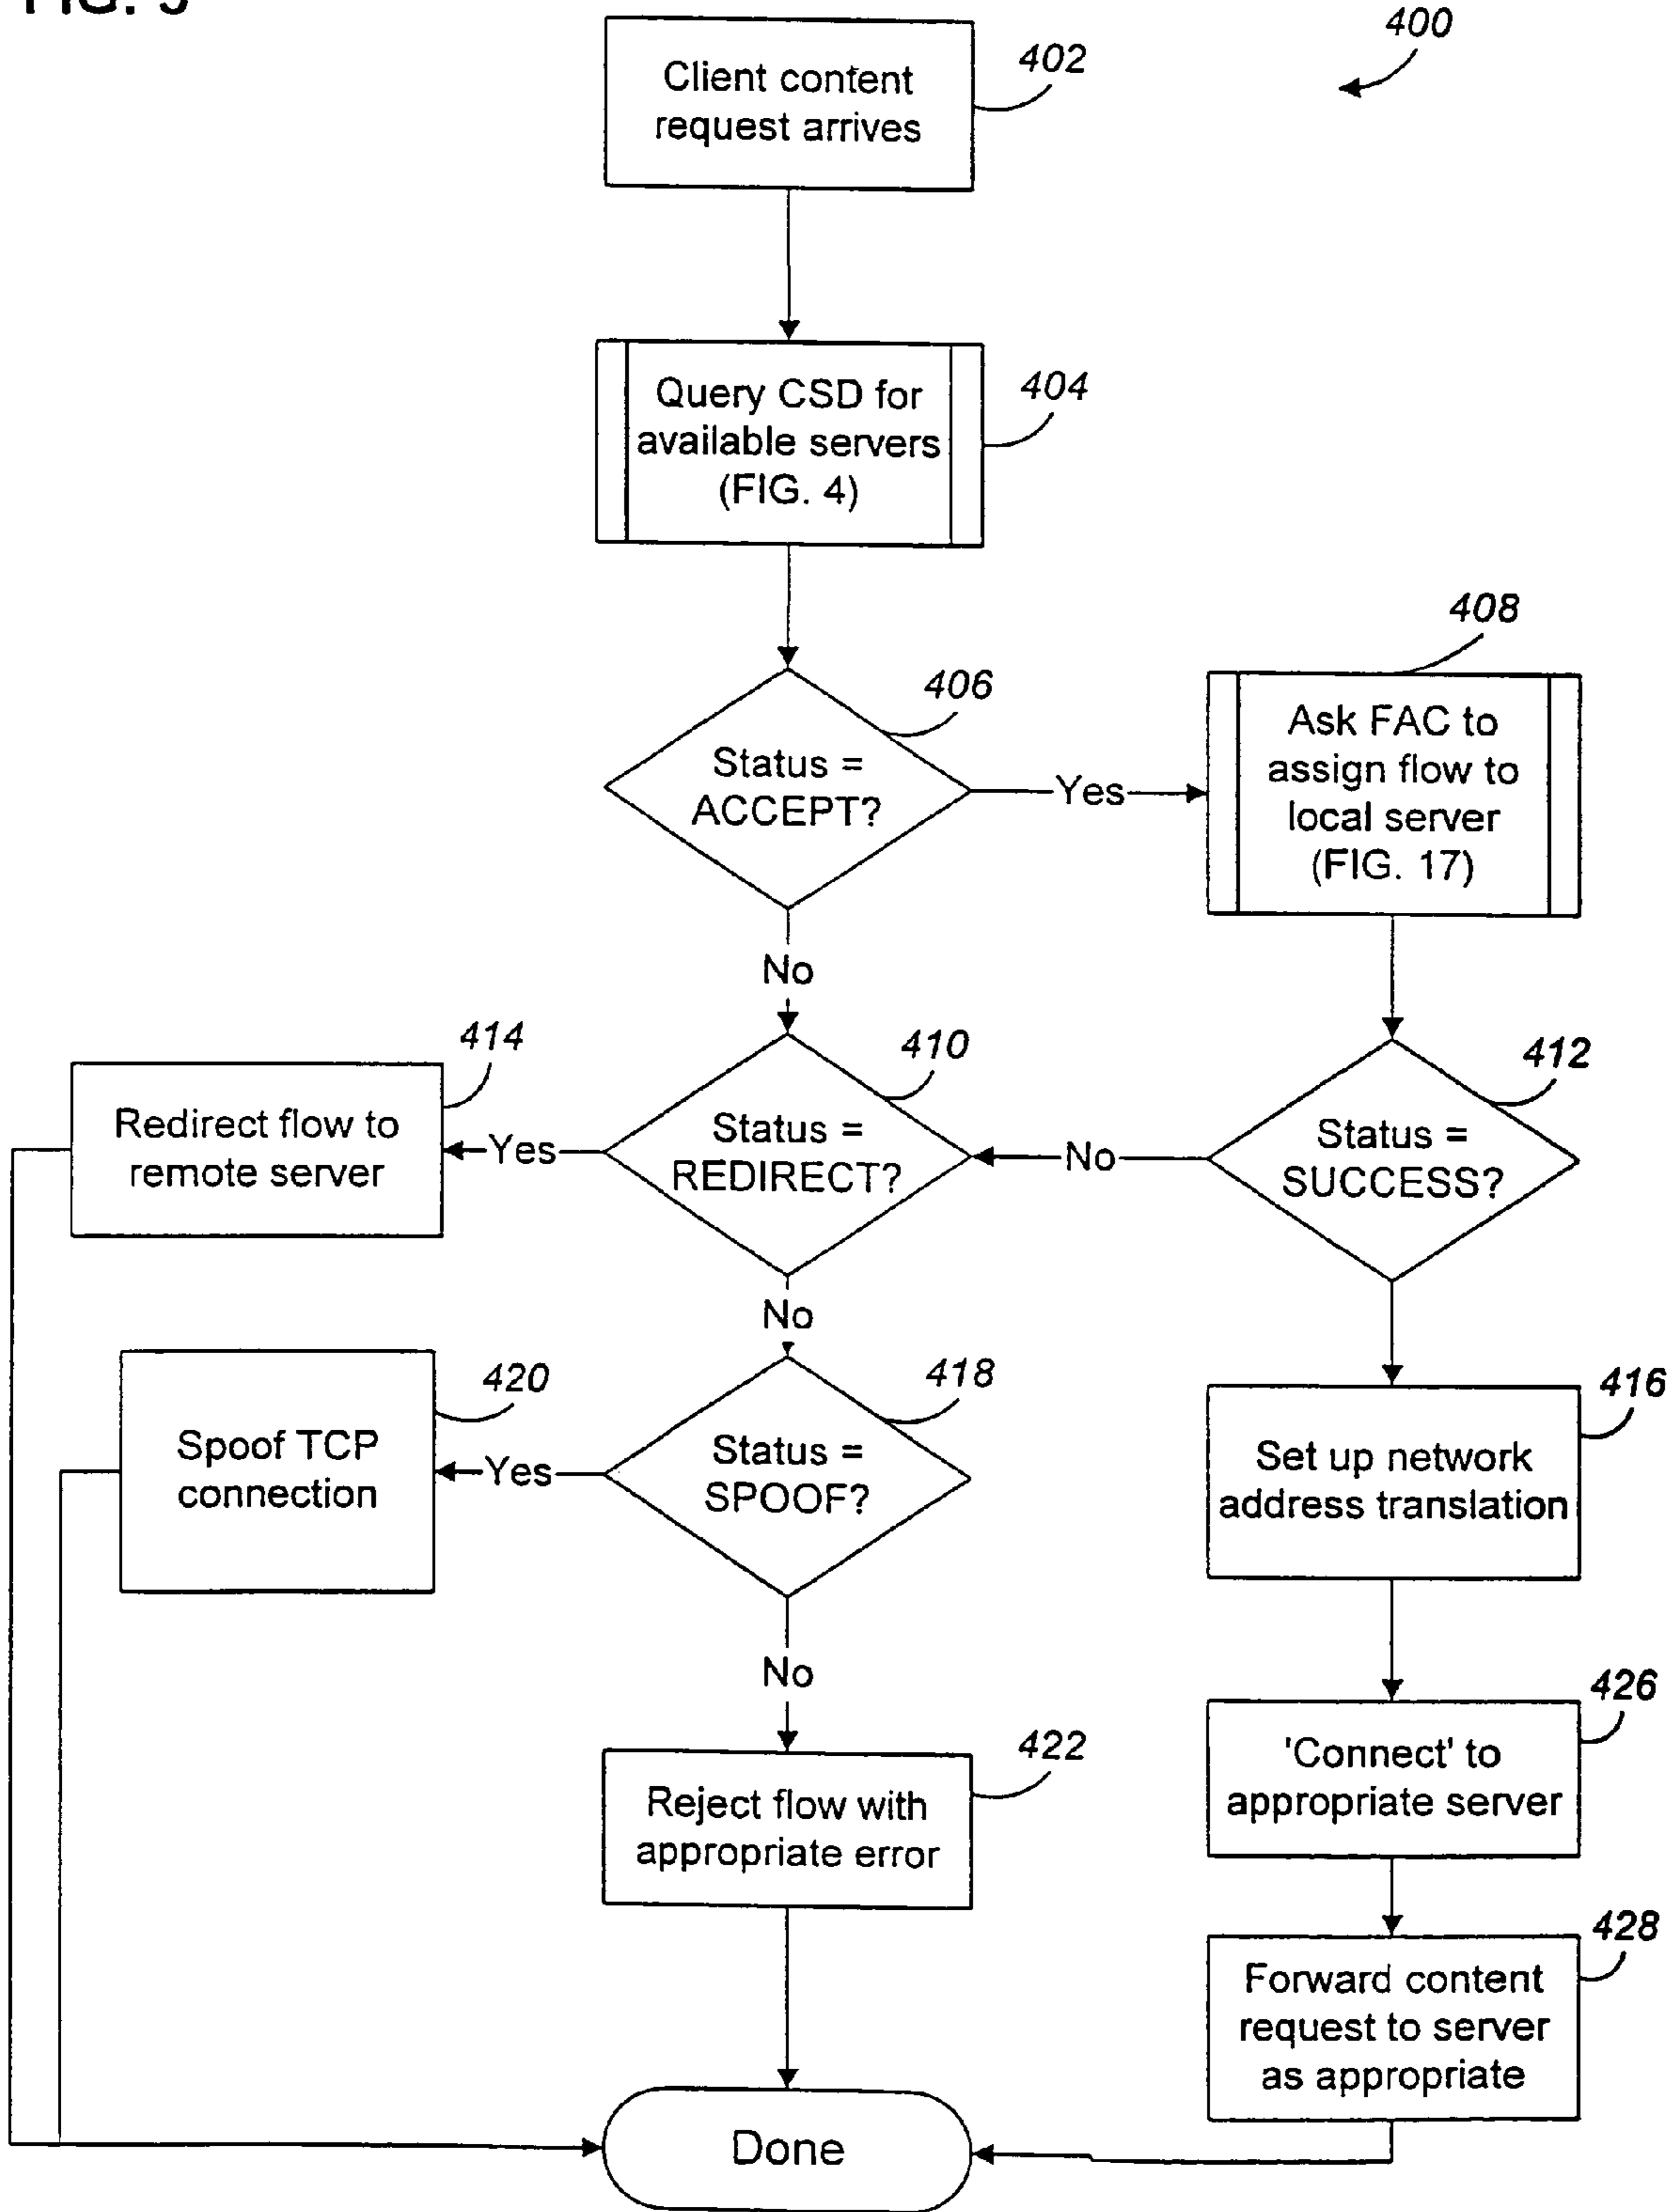 400
Client content
request arrives
402
Query CSD for
available servers
(FIG. 4)
404
Status =
ACCEPT?
406
Yes
Ask FAC to
assign flow to
local server
(FIG. 17)
408
No
Redirect flow to
remote server
414
Yes
Status =
REDIRECT?
410
No
Status =
SUCCESS?
412
No
Spoof TCP
connection
420
Yes
Status =
SPOOF?
418
Set up network
address translation
416
No
Reject flow with
appropriate error
422
'Connect' to
appropriate server
426
Forward content
request to server
as appropriate
428
Done